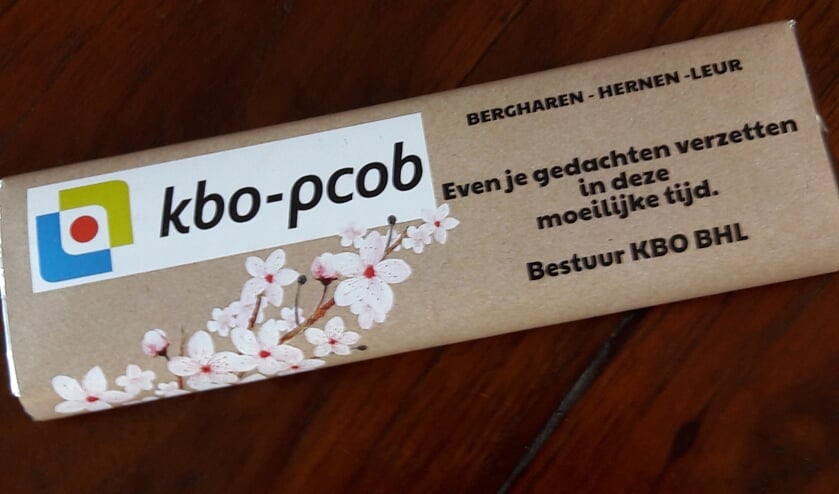 kbo-pcob
BERGHAREN - HERNEN -LEUR
Even je gedachten verzetten
in deze
moeilijke tijd.
Bestuur KBO BHL